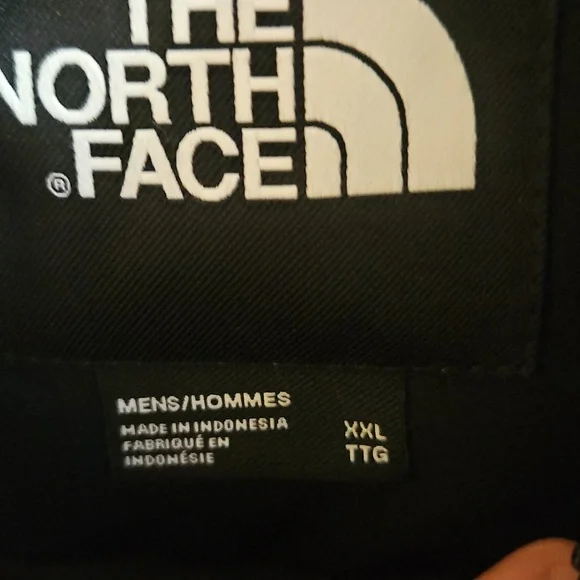 THE
NORTH
® FACE
MENS/HOMMES
MADE IN INDONESIA
FABRIQUÉ EN
INDONÉSIE
XXL
TTG